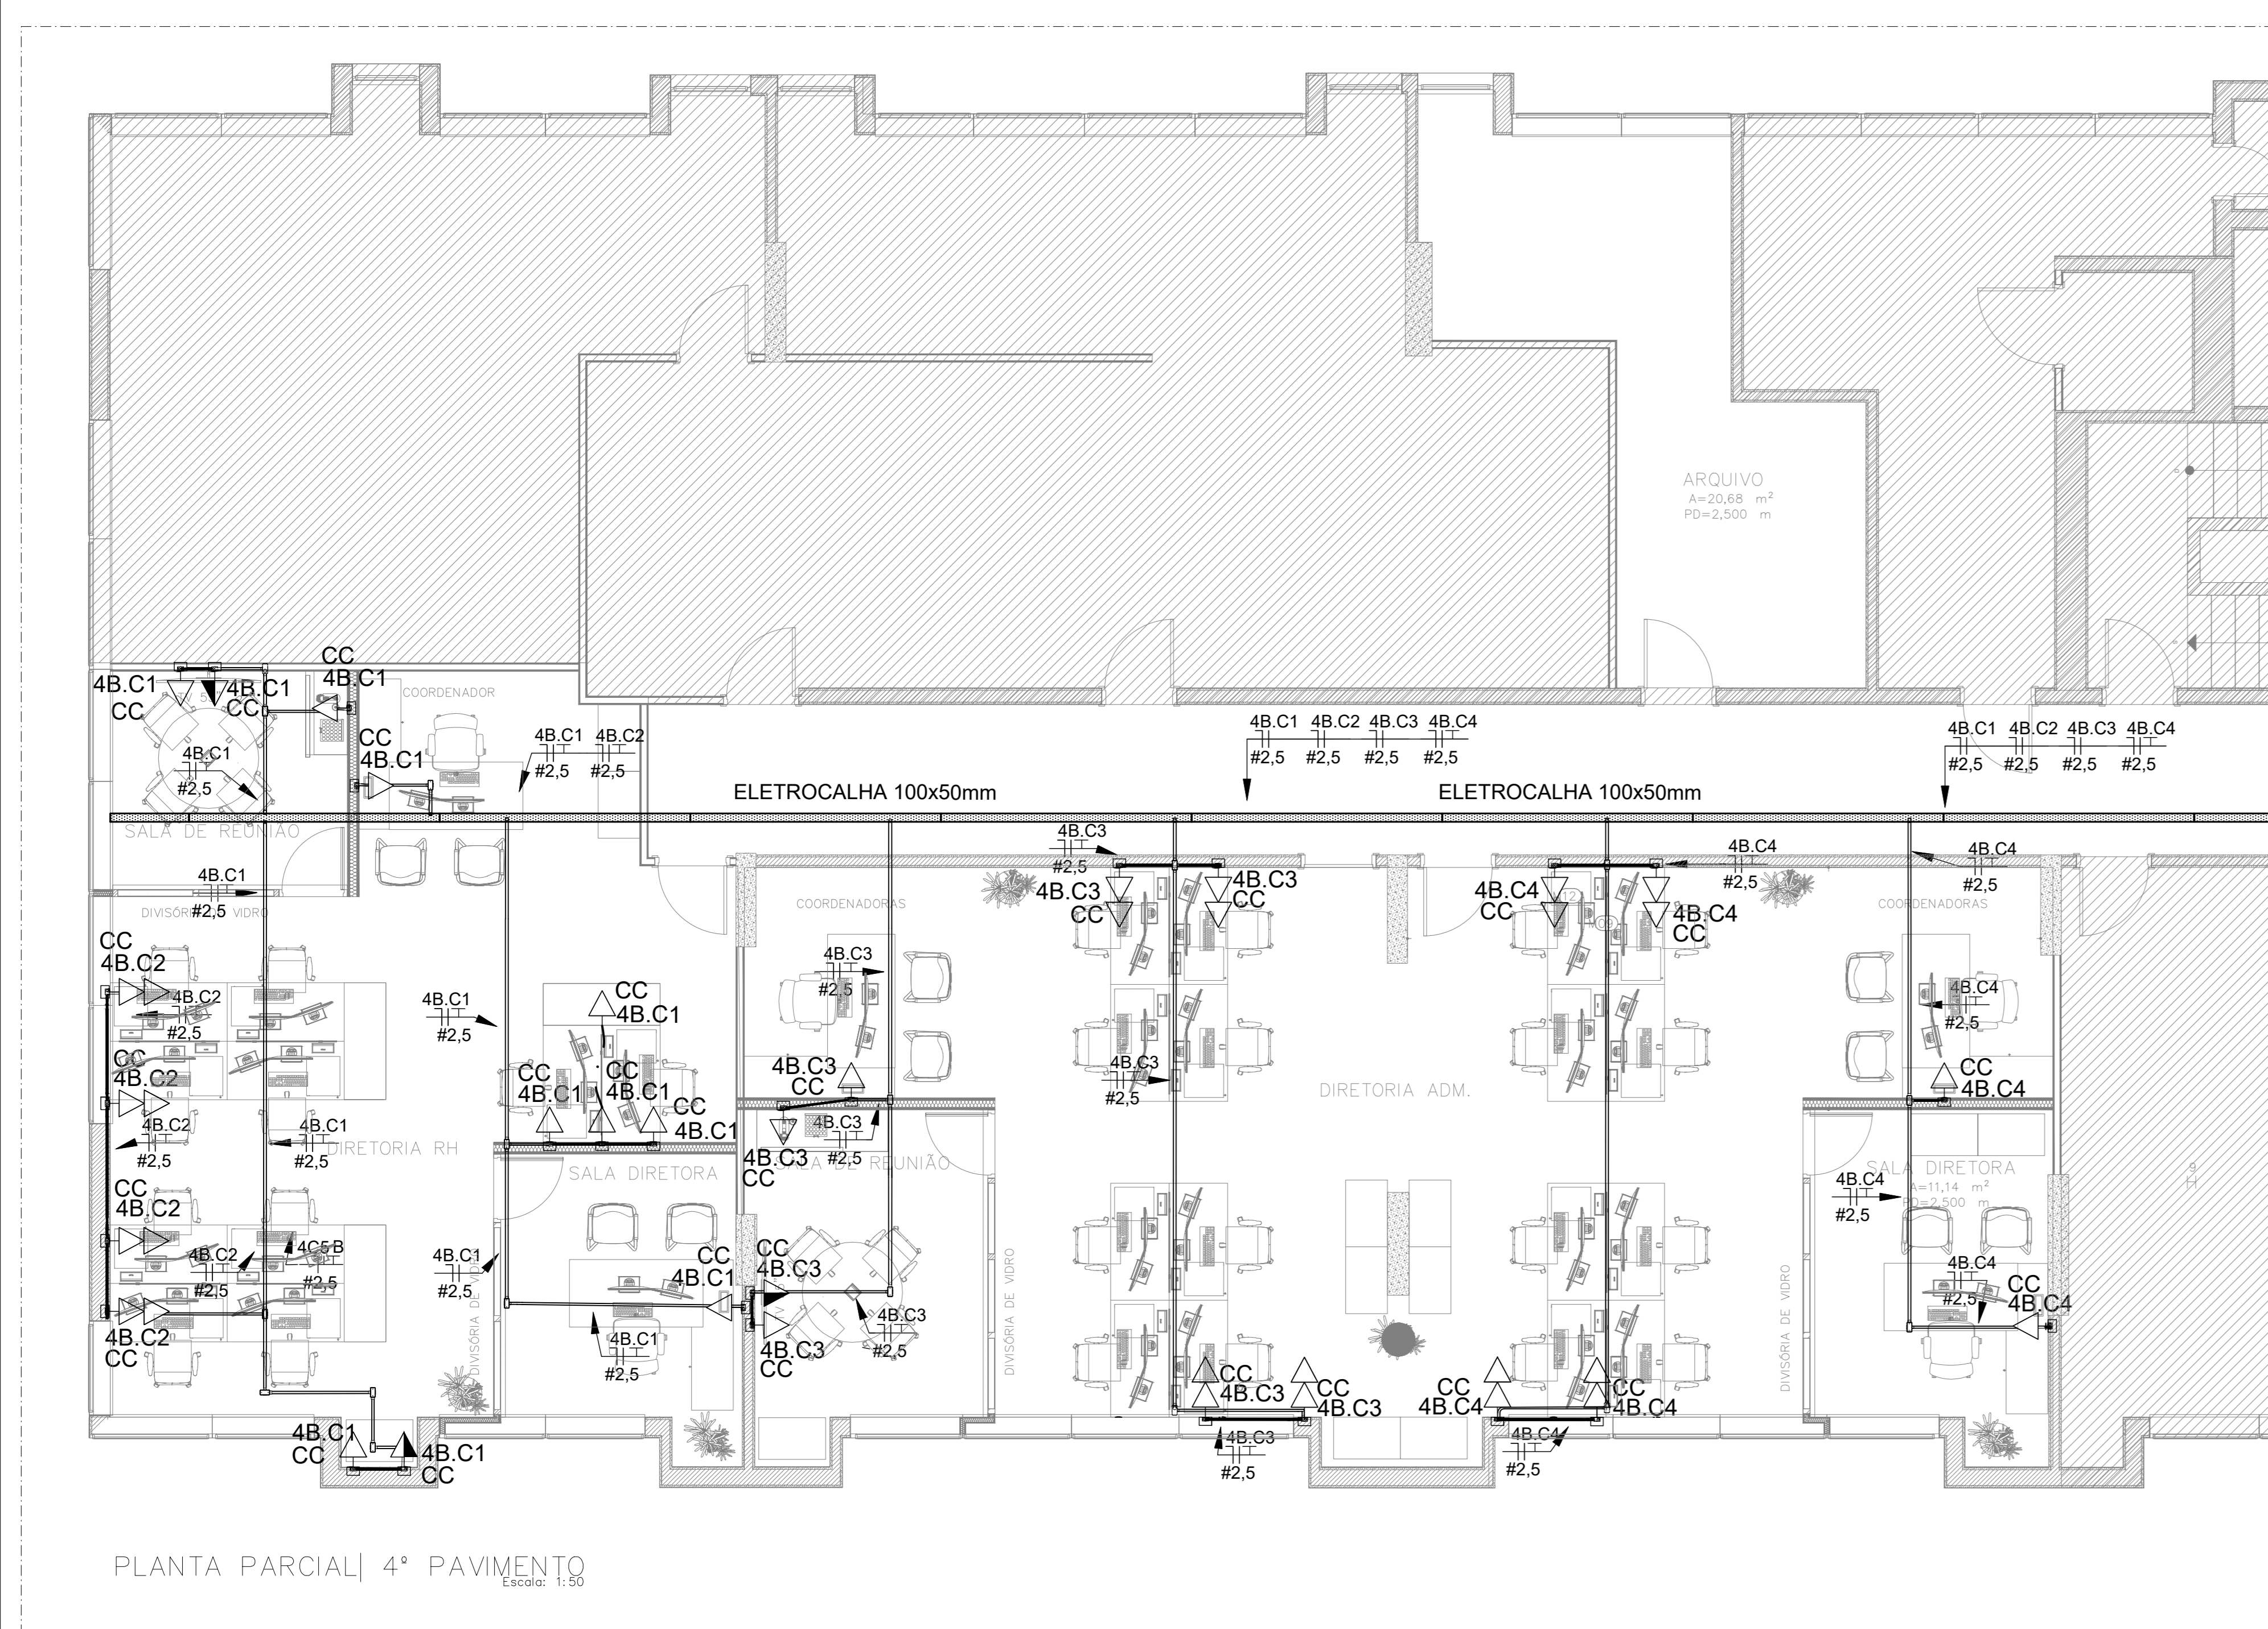 ARQUIVO
A=20,68 m²
PD=2,500 m
CC
4B.C1
4B.C1
CC
4B.C1
CC
COORDENADOR
CC
4B.C1
4B.C1
#2,5
4B.C1 4B.C2
#2,5 #2,5
4B.C1 4B.C2 4B.C3 4B.C4
#2,5 #2,5 #2,5 #2,5
4B.C1 4B.C2 4B.C3 4B.C4
#2,5 #2,5 #2,5 #2,5
ELETROCALHA 100x50mm
ELETROCALHA 100x50mm
SALA DE REUNIÃO
4B.C1
#2,5
DIVISÓRIA DE VIDRO
4B.C3
#2,5
4B.C3
CC
4B.C3
CC
4B.C4
CC
4B.C4
CC
4B.C4
#2,5
4B.C4
#2,5
COORDENADORAS
COORDENADORAS
CC
4B.C2
4B.C2
#2,5
4B.C1
#2,5
CC
4B.C1
4B.C3
#2,5
4B.C4
#2,5
CC
4B.C2
4B.C2
#2,5
4B.C1
#2,5
DIRETORIA RH
CC
4B.C1
CC
4B.C1
CC
4B.C1
4B.C3
CC
4B.C3
#2,5
DIRETORIA ADM.
CC
4B.C4
4B.C3
#2,5
4B.C3
CC
SALA DE REUNIÃO
SALA DIRETORA
SALA DIRETORA
A=11,14 m²
PD=2,500 m
4B.C4
#2,5
CC
4B.C2
4B.C2
#2,5
4C5 B
#2,5
4B.C1
#2,5
DIVISÓRIA DE VIDRO
CC
4B.C1
CC
4B.C3
4B.C3
CC
4B.C3
#2,5
DIVISÓRIA DE VIDRO
DIVISÓRIA DE VIDRO
4B.C4
#2,5
CC
4B.C4
4B.C2
CC
4B.C1
#2,5
CC
4B.C3
CC
4B.C3
CC
4B.C4
CC
4B.C4
4B.C1
CC
4B.C1
CC
4B.C3
#2,5
4B.C4
#2,5
PLANTA PARCIAL| 4º PAVIMENTO
Escala: 1:50